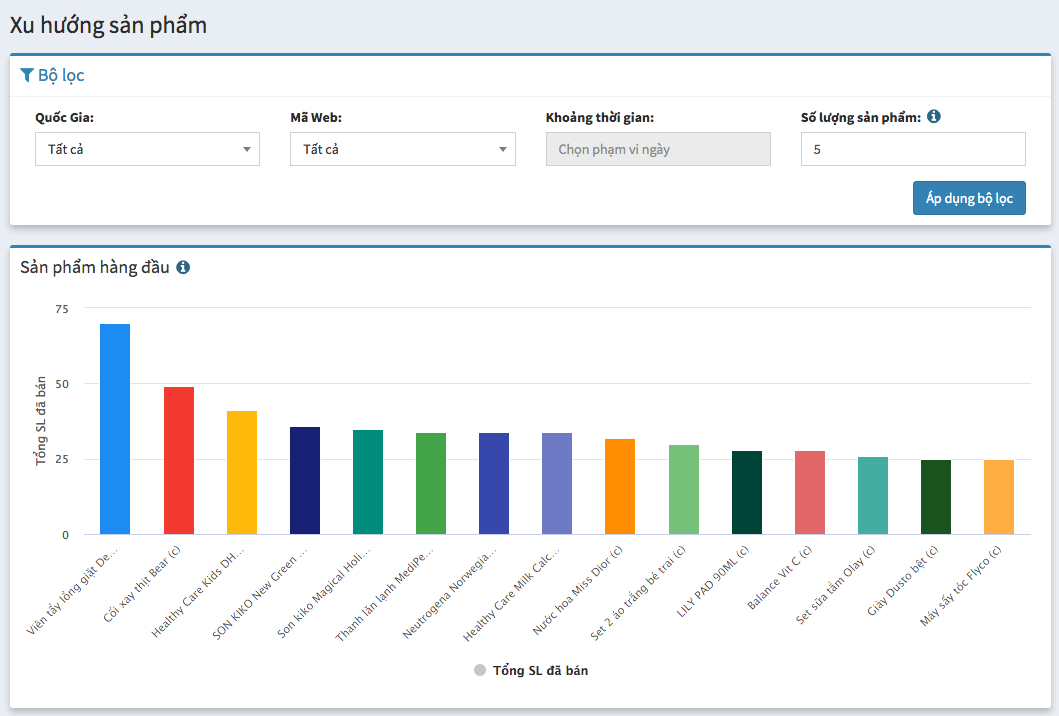 Xu hướng sản phẩm
Bộ lọc
Quốc Gia:
Mã Web:
Khoảng thời gian:
Số lượng sản phẩm:
Tất cả
Tất cả
Chọn phạm vi ngày
5
Áp dụng bộ lọc
Sản phẩm hàng đầu
75
50
25
0
Tổng SL đã bán
Viên tẩy lồng giặt De...
Cối xay thịt Bear (c)
Healthy Care Kids DH...
SON KIKO New Green ...
Son kiko Magical Holi...
Thanh lăn lạnh MediPe...
Neutrogena Norwegia...
Healthy Care Milk Calc...
Nước hoa Miss Dior (c)
Set 2 áo trắng bé trai (c)
LILY PAD 90ML (c)
Balance Vit C (c)
Set sữa tắm Olay (c)
Giày Dusto bệt (c)
Máy sấy tóc Flyco (c)
Tổng SL đã bán